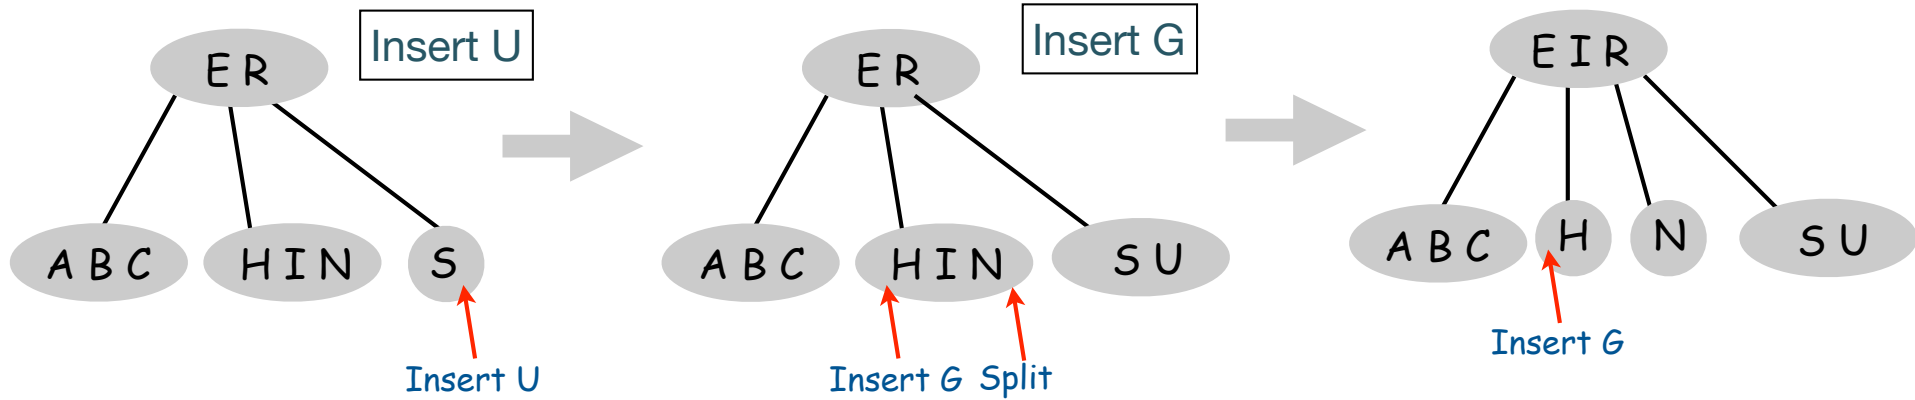 Insert U
Insert G
E R
E R
E I R
A B C
H I N
S
A B C
H I N
S U
A B C
H
N
S U
Insert U
Insert G
Split
Insert G